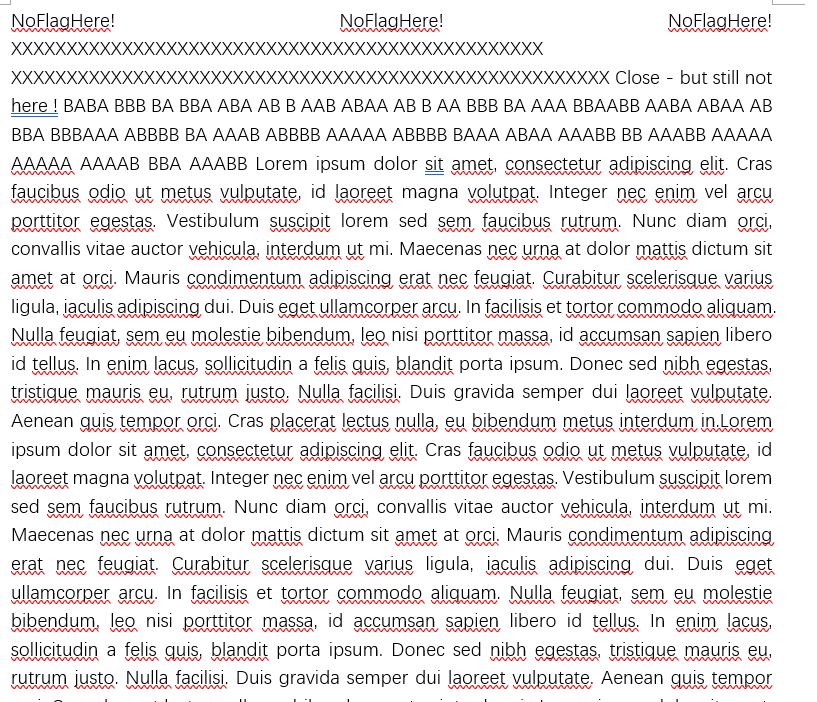 NoFlagHere! NoFlagHere! NoFlagHere!
XXXXXXXXXXXXXXXXXXXXXXXXXXXXXXXXXXXXXXXXXXXXXXXX
XXXXXXXXXXXXXXXXXXXXXXXXXXXXXXXXXXXXXXXXXXXXXXXXXXXXXX Close - but still not
here ! BABA BBB BA BBA ABA AB B AAB ABAA AB B AA BBB BA AAA BBAABB AABA ABAA AB
BBA BBBAAA ABBBB BA AAAB ABBBB AAAAA ABBBB BAAA ABAA AAABB BB AAABB AAAAA
AAAAA AAAAB BBA AAABB Lorem ipsum dolor sit amet, consectetur adipiscing elit. Cras
faucibus odio ut metus vulputate, id laoreet magna volutpat. Integer nec enim vel arcu
porttitor egestas. Vestibulum suscipit lorem sed sem faucibus rutrum. Nunc diam orci,
convallis vitae auctor vehicula, interdum ut mi. Maecenas nec urna at dolor mattis dictum sit
amet at orci. Mauris condimentum adipiscing erat nec feugiat. Curabitur scelerisque varius
ligula, iaculis adipiscing dui. Duis eget ullamcorper arcu. In facilisis et tortor commodo aliquam.
Nulla feugiat, sem eu molestie bibendum, leo nisi porttitor massa, id accumsan sapien libero
id tellus. In enim lacus, sollicitudin a felis quis, blandit porta ipsum. Donec sed nibh egestas,
tristique mauris eu, rutrum justo. Nulla facilisi. Duis gravida semper dui laoreet vulputate.
Aenean quis tempor orci. Cras placerat lectus nulla, eu bibendum metus interdum in.Lorem
ipsum dolor sit amet, consectetur adipiscing elit. Cras faucibus odio ut metus vulputate, id
laoreet magna volutpat. Integer nec enim vel arcu porttitor egestas. Vestibulum suscipit lorem
sed sem faucibus rutrum. Nunc diam orci, convallis vitae auctor vehicula, interdum ut mi.
Maecenas nec urna at dolor mattis dictum sit amet at orci. Mauris condimentum adipiscing
erat nec feugiat. Curabitur scelerisque varius ligula, iaculis adipiscing dui. Duis eget
ullamcorper arcu. In facilisis et tortor commodo aliquam. Nulla feugiat, sem eu molestie
bibendum, leo nisi porttitor massa, id accumsan sapien libero id tellus. In enim lacus,
sollicitudin a felis quis, blandit porta ipsum. Donec sed nibh egestas, tristique mauris eu,
rutrum justo. Nulla facilisi. Duis gravida semper dui laoreet vulputate. Aenean quis tempor